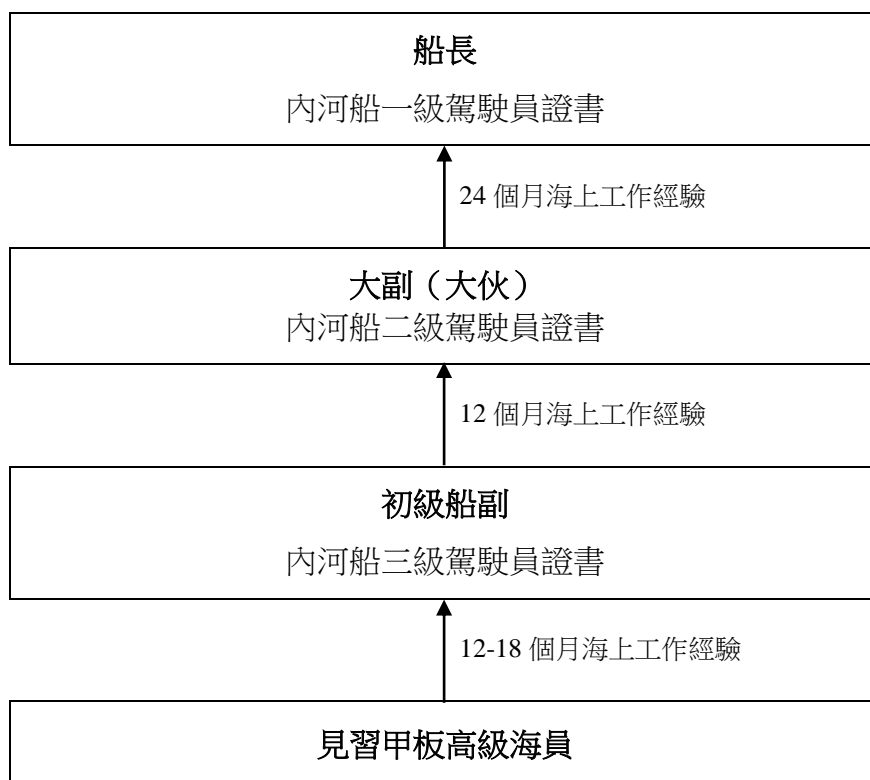 船長
內河船一級駕駛員證書
24 個月海上工作經驗
大副（大伙）
內河船二級駕駛員證書
12 個月海上工作經驗
初級船副
內河船三級駕駛員證書
12-18 個月海上工作經驗
見習甲板高級海員